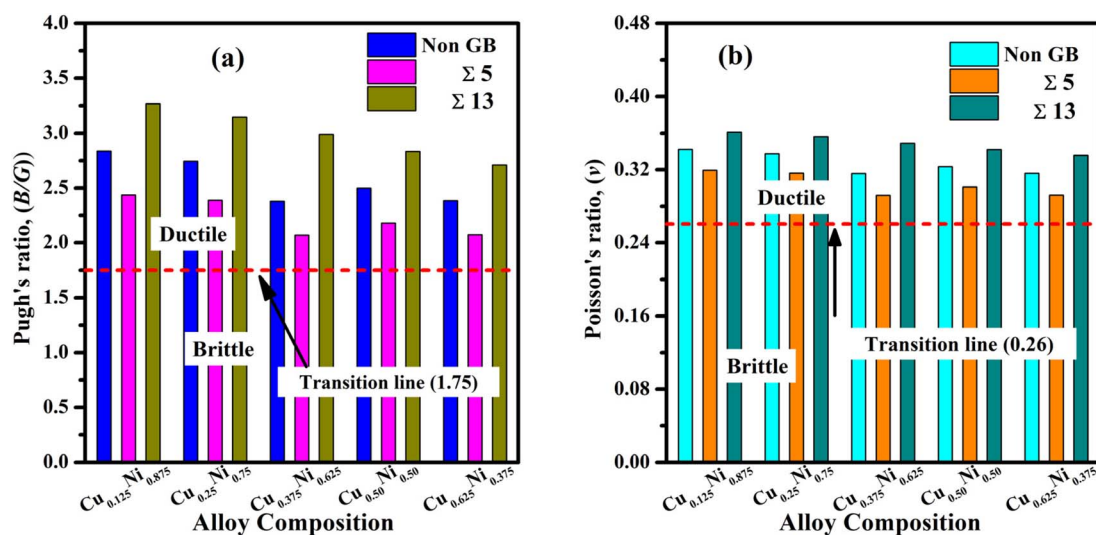 (a)
Non GB
Σ 5
Σ 13
4.0
3.5
3.0
2.5
2.0
1.5
1.0
0.5
0.0
Pugh's ratio, (B/G))
Ductile
Brittle
Transition line (1.75)
Cu0.125Ni0.875
Cu0.25Ni0.75
Cu0.375Ni0.625
Cu0.50Ni0.50
Cu0.625Ni0.375
Alloy Composition
(b)
Non GB
Σ 5
Σ 13
0.48
0.40
0.32
0.24
0.16
0.08
0.00
Poisson's ratio, (ν)
Ductile
Transition line (0.26)
Brittle
Cu0.125Ni0.875
Cu0.25Ni0.75
Cu0.375Ni0.625
Cu0.50Ni0.50
Cu0.625Ni0.375
Alloy Composition